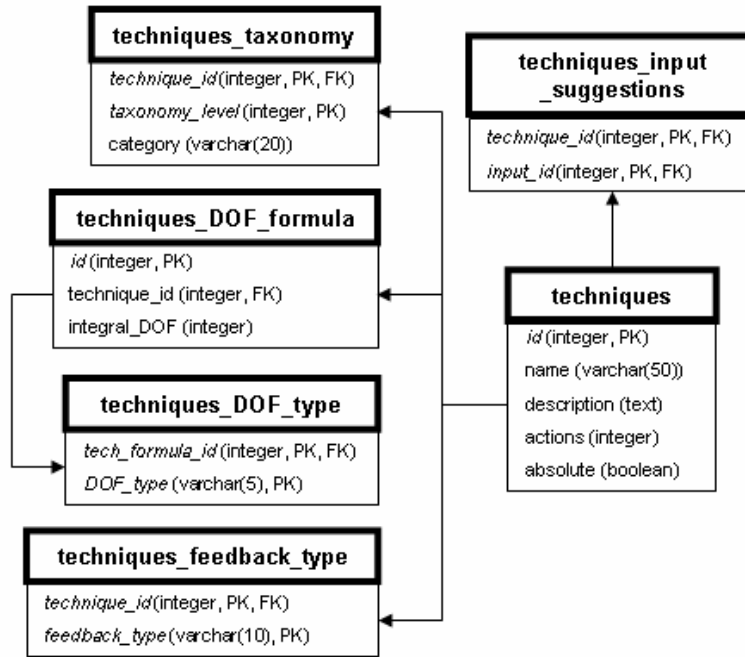 techniques_taxonomy
technique_id(integer, PK, FK)
taxonomy_level(integer, PK)
category (varchar(20))
techniques_input
_suggestions
technique_id(integer, PK, FK)
input_id(integer, PK, FK)
techniques_DOF_formula
id(integer, PK)
technique_id (integer, FK)
integral_DOF (integer)
techniques
id(integer, PK)
name (varchar(50))
description (text)
actions (integer)
absolute (boolean)
techniques_DOF_type
tech_formula_id(integer, PK, FK)
DOF_type(varchar(5), PK)
techniques_feedback_type
technique_id(integer, PK, FK)
feedback_type(varchar(10), PK)